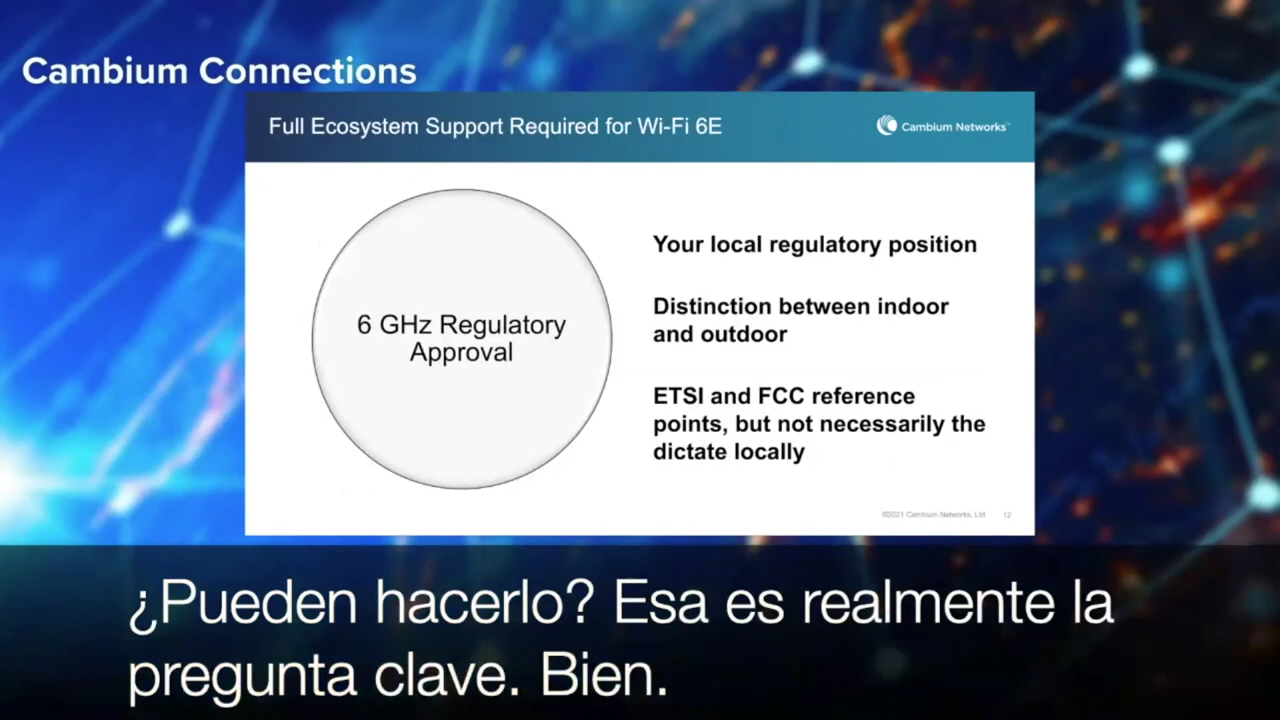 Cambium Connections
Full Ecosystem Support Required for Wi-Fi 6E
Cambium Networks™
6 GHz Regulatory
Approval
Your local regulatory position
Distinction between indoor
and outdoor
ETSI and FCC reference
points, but not necessarily the
dictate locally
©2021 Cambium Networks, Ltd 12
¿Pueden hacerlo? Esa es realmente la
pregunta clave. Bien.